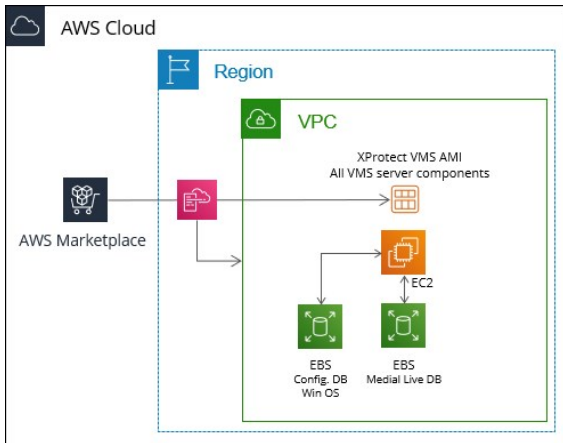 AWS Cloud
Region
VPC
XProtect VMS AMI
All VMS server components
AWS Marketplace
EC2
EBS
Config. DB
Win OS
EBS
Medial Live DB